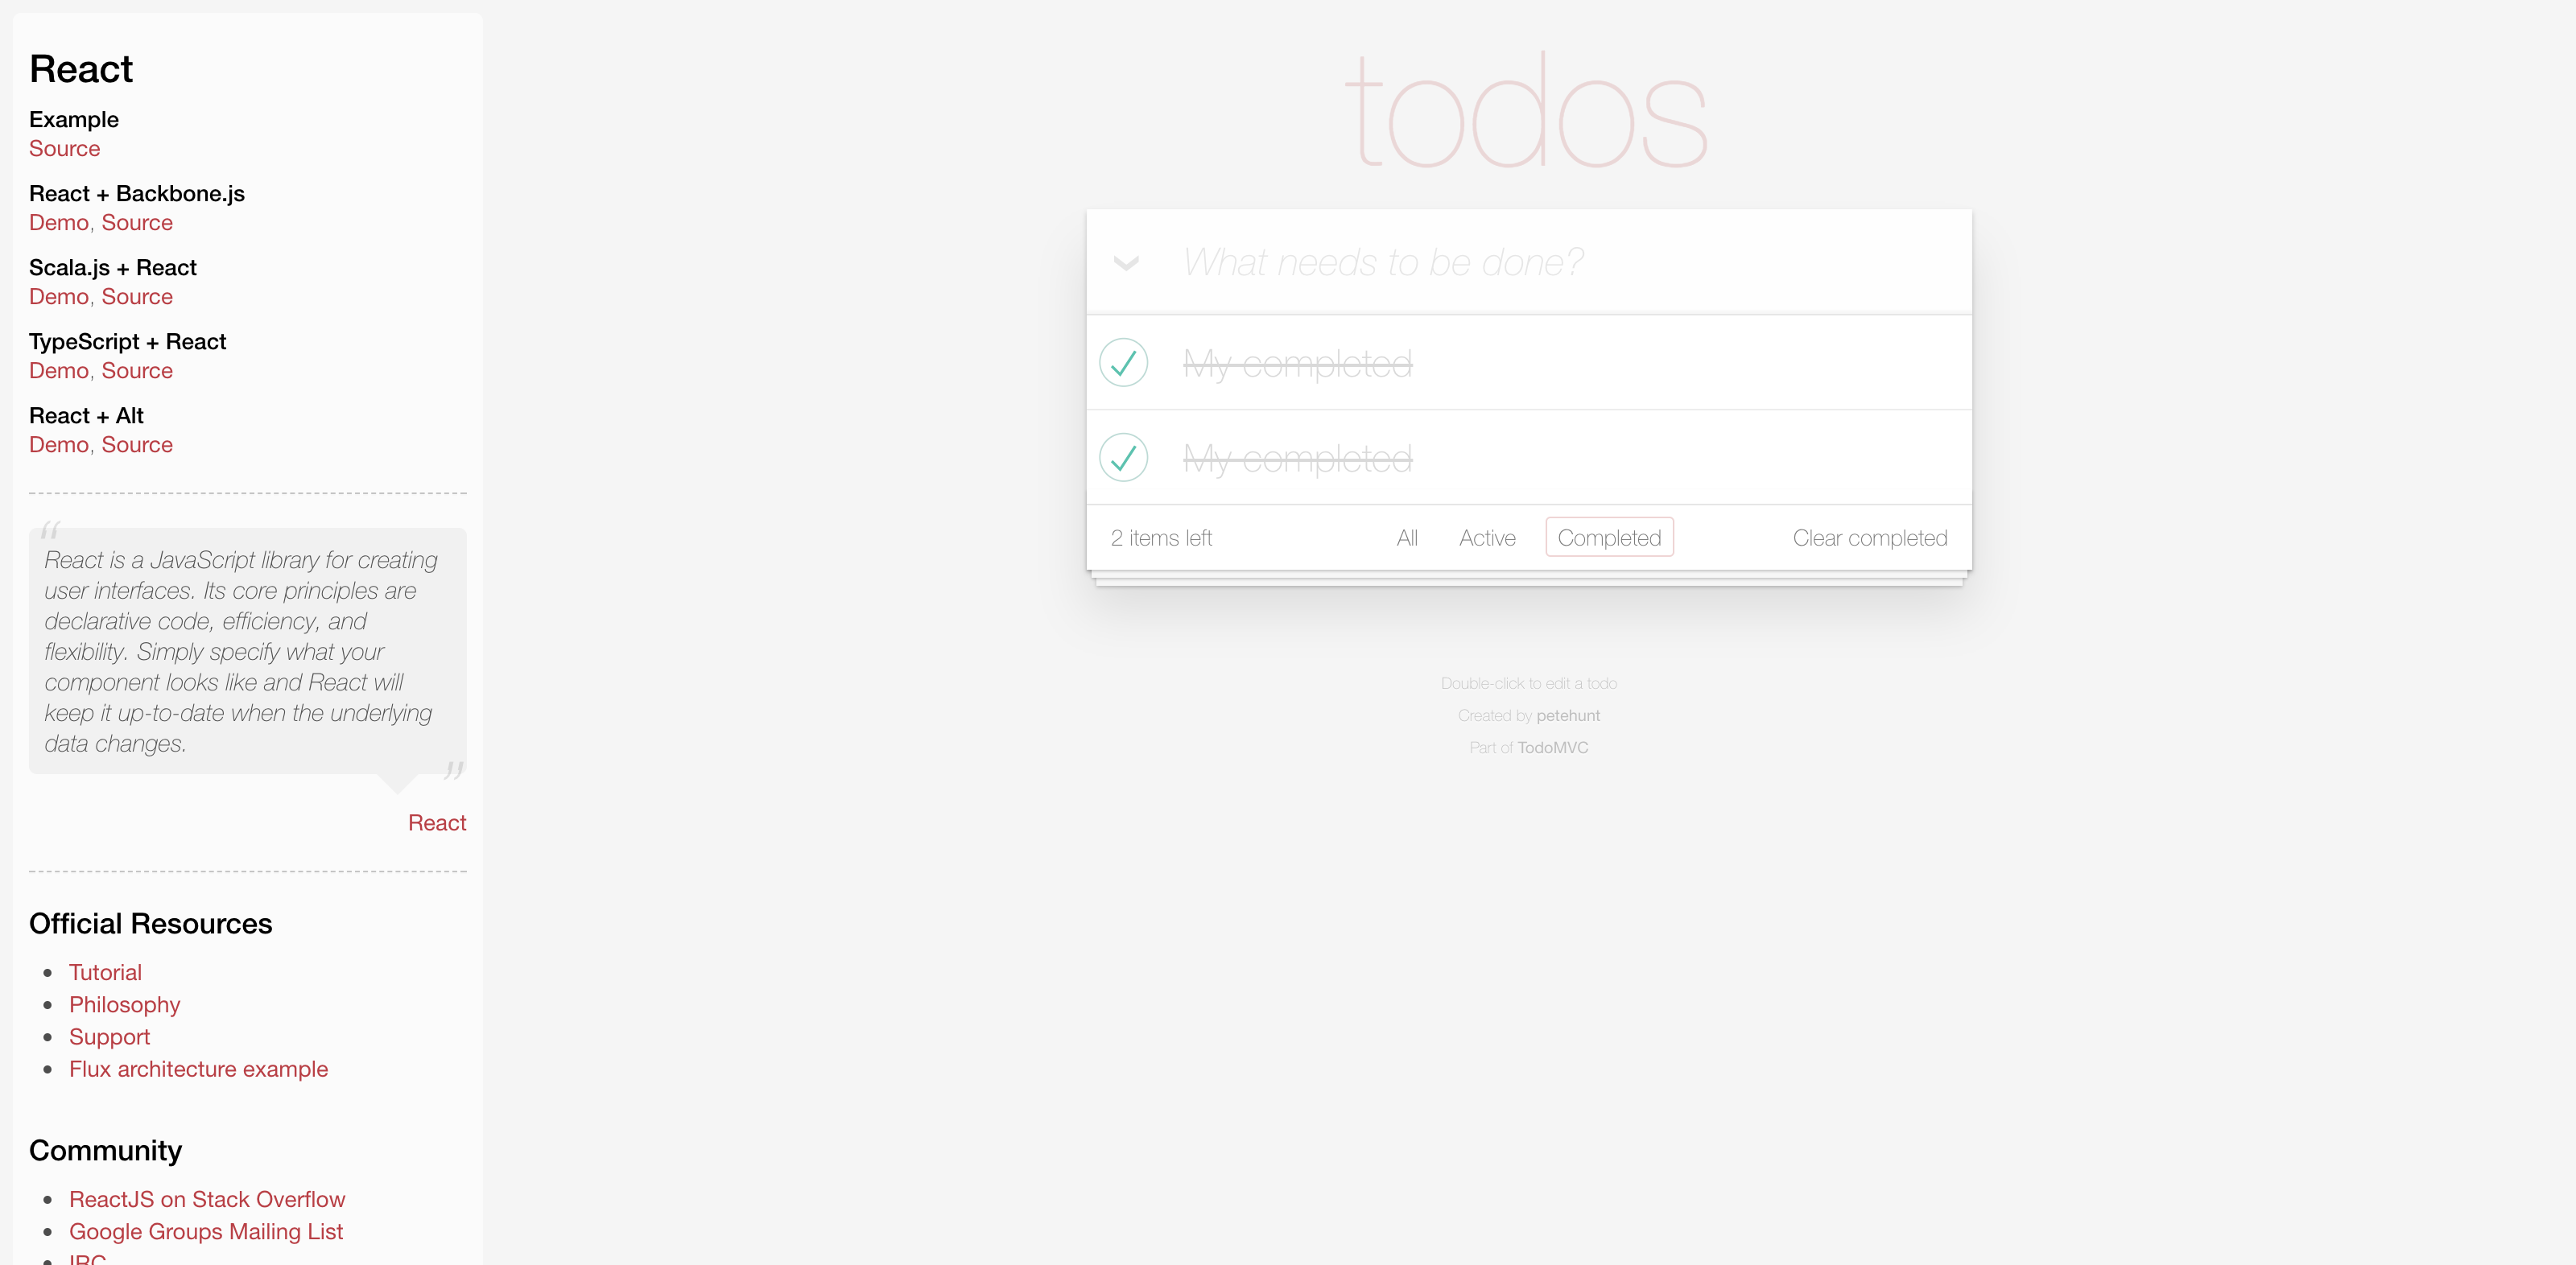 React
Example
Source
React + Backbone.js
Demo, Source
Scala.js + React
Demo, Source
TypeScript + React
Demo, Source
React + Alt
Demo, Source
“
React is a JavaScript library for creating
user interfaces. Its core principles are
declarative code, efficiency, and
flexibility. Simply specify what your
component looks like and React will
keep it up-to-date when the underlying
data changes.
”
React
Official Resources
Tutorial
Philosophy
Support
Flux architecture example
Community
ReactJS on Stack Overflow
Google Groups Mailing List
IRC
todos
What needs to be done?
My completed
My completed
2 items left All Active Completed Clear completed
Double-click to edit a todo
Created by petehunt
Part of TodoMVC